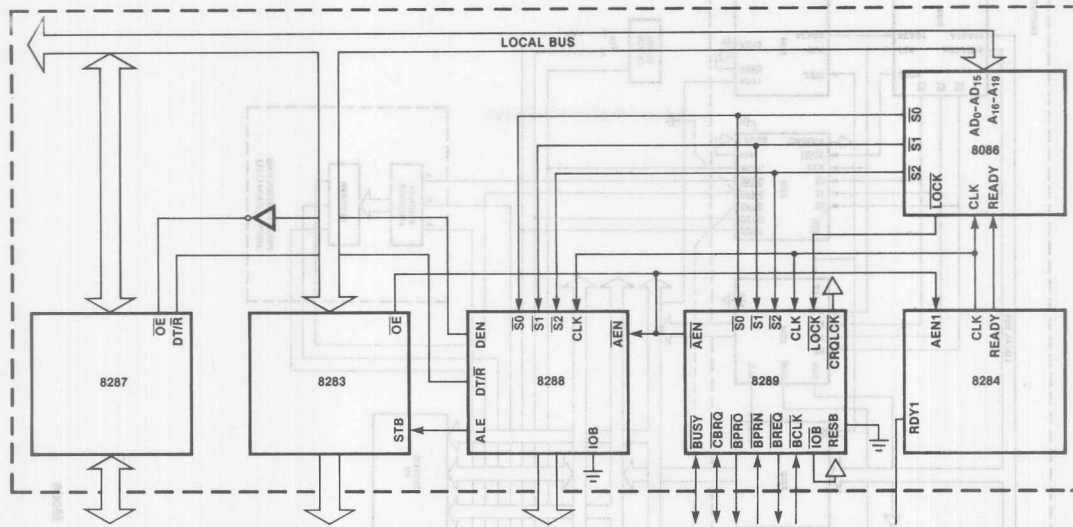 LOCAL BUS
AD0-AD15
A16-A19
8086
S0
S1
S2
LOCK
CLK
READY
OE
DT/R
8287
OE
8283
STB
DEN
DT/R
ALE
S0
S1
S2
CLK
AEN
8288
IOB
AEN
S0
S1
S2
CLK
LOCK
CRQLCK
8289
BUSY
CBRQ
BPRO
BPRN
BREQ
BCLK
IOB
RESB
AEN1
CLK
READY
8284
RDY1